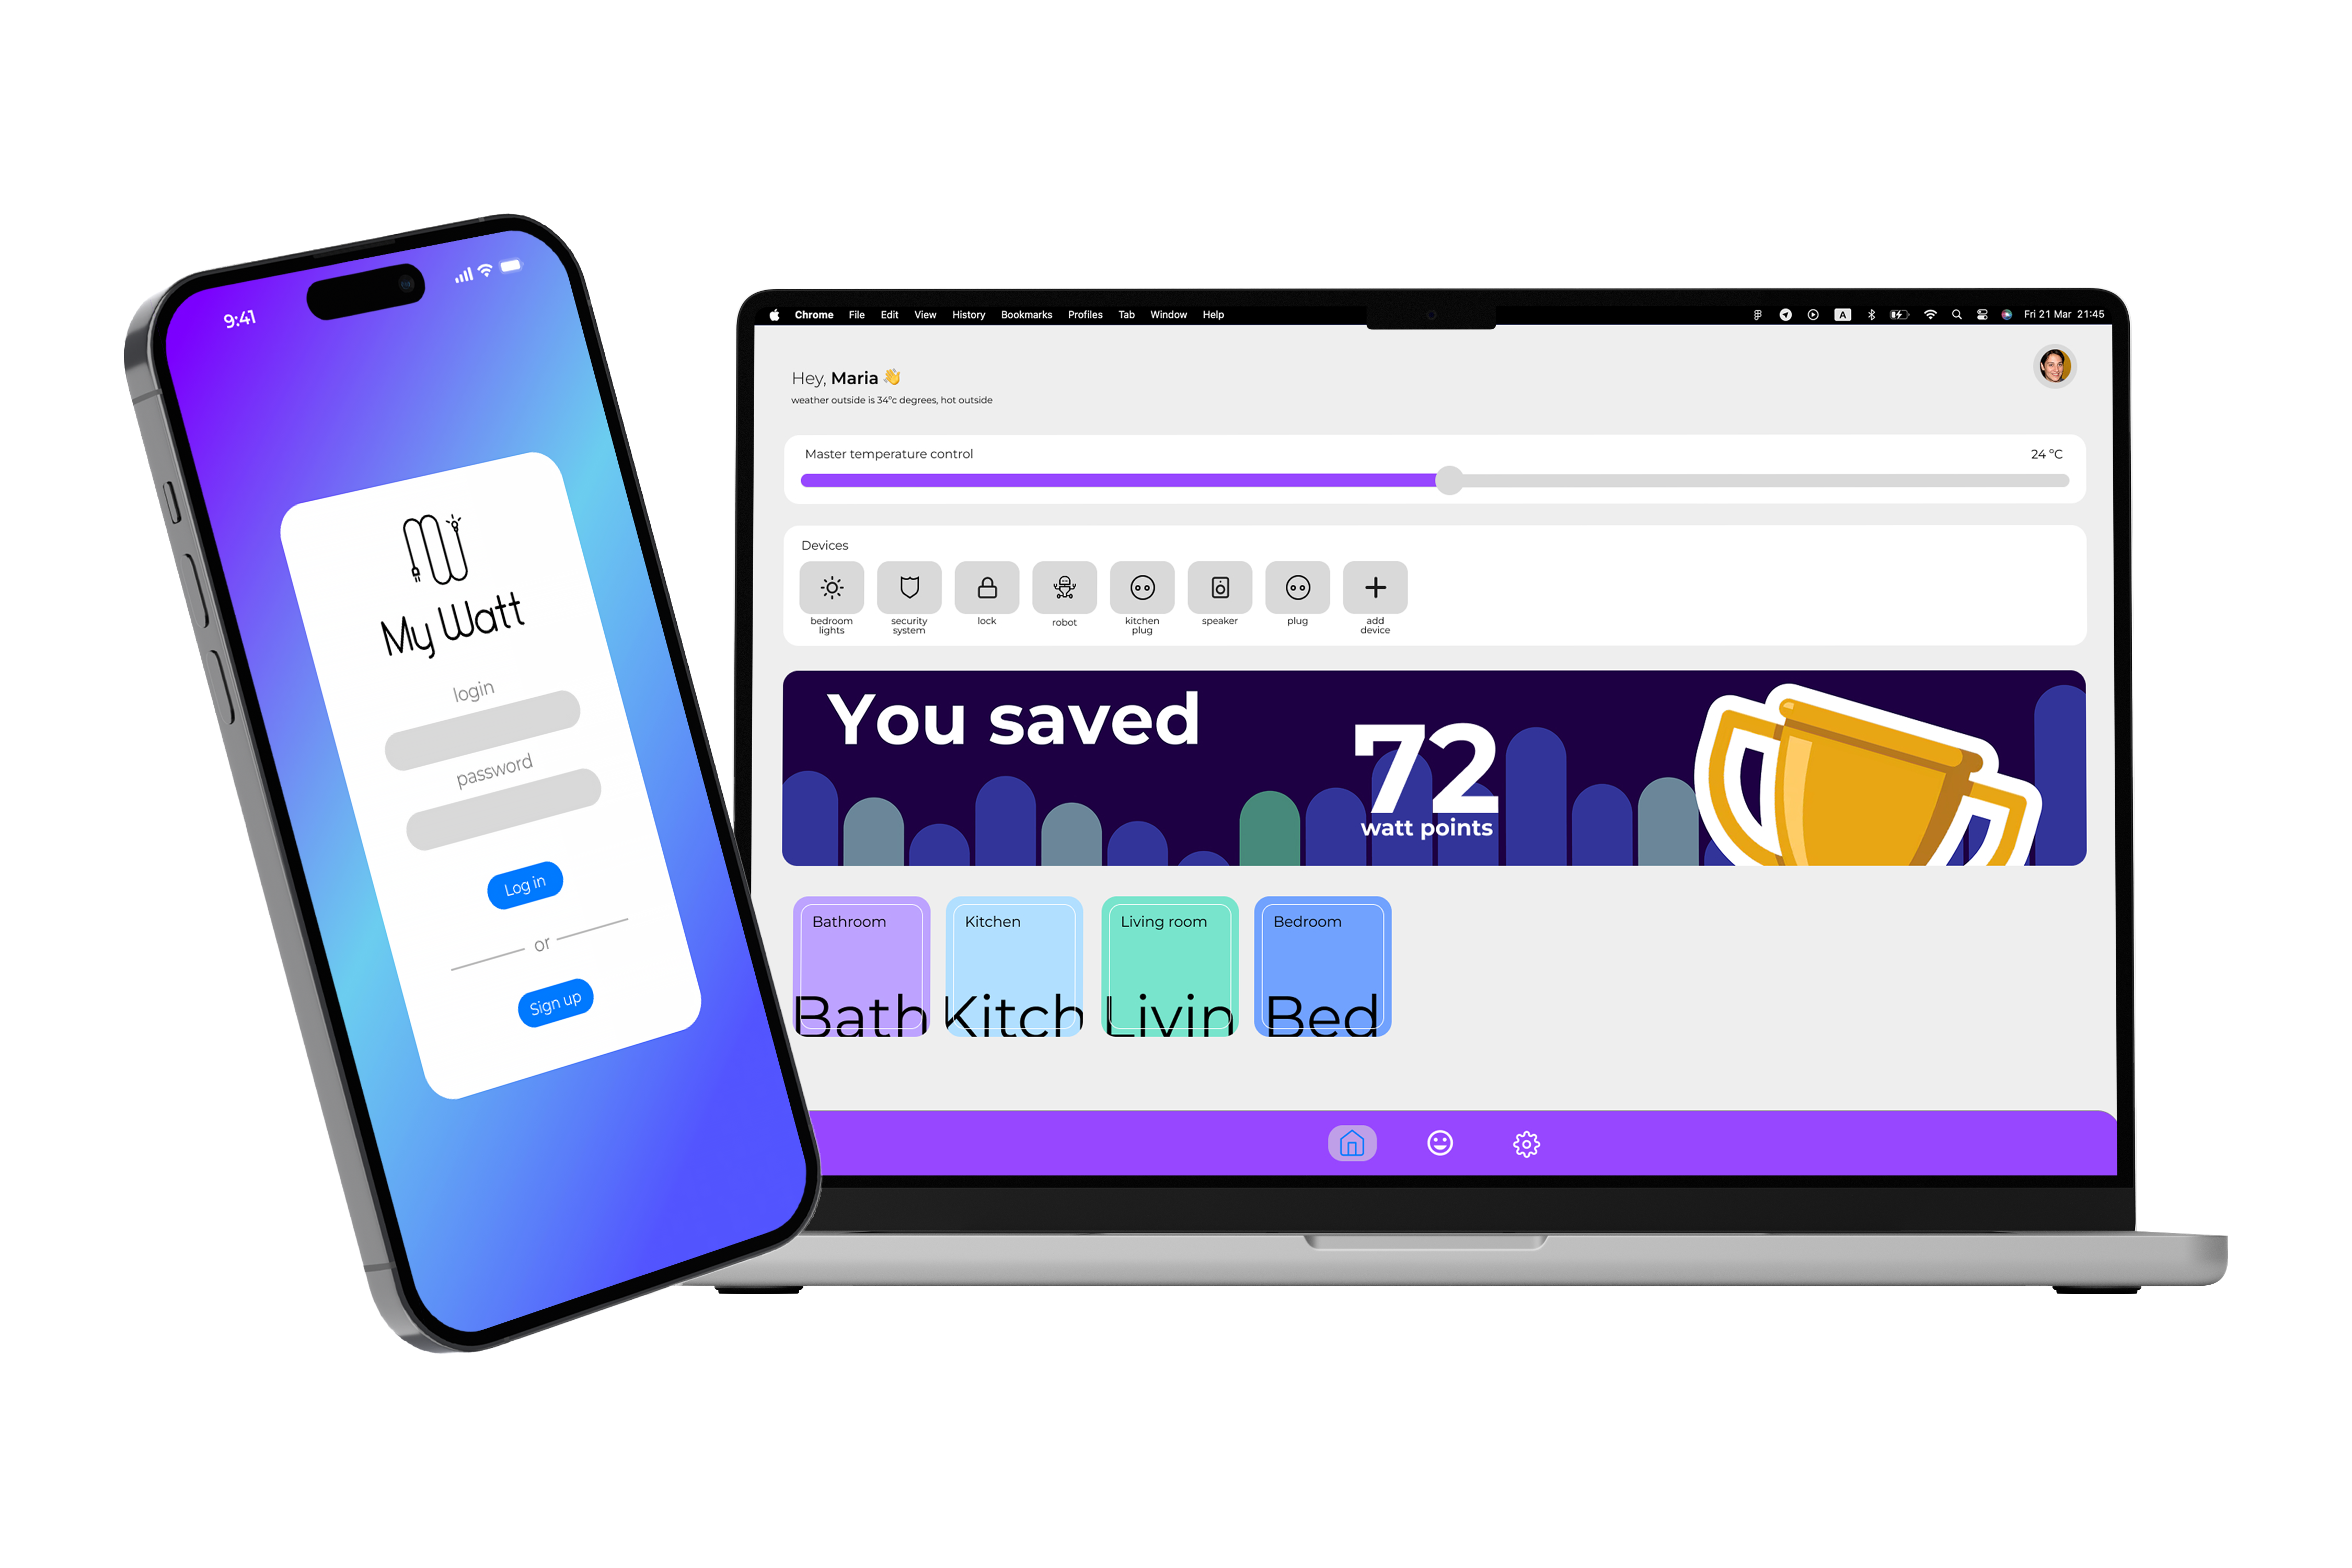 9:41
My Watt
login
password
Log in
or
Sign up
Chrome File Edit View History Bookmarks Profiles Tab Window Help
A
Fri 21 Mar 21:45
Hey, Maria 👋
weather outside is 34°c degrees, hot outside
Master temperature control
24 °C
Devices
bedroom
lights
security
system
lock
robot
kitchen
plug
speaker
plug
add
device
You saved
72
watt points
Bathroom
Bath
Kitchen
Kitch
Living room
Livin
Bedroom
Bed